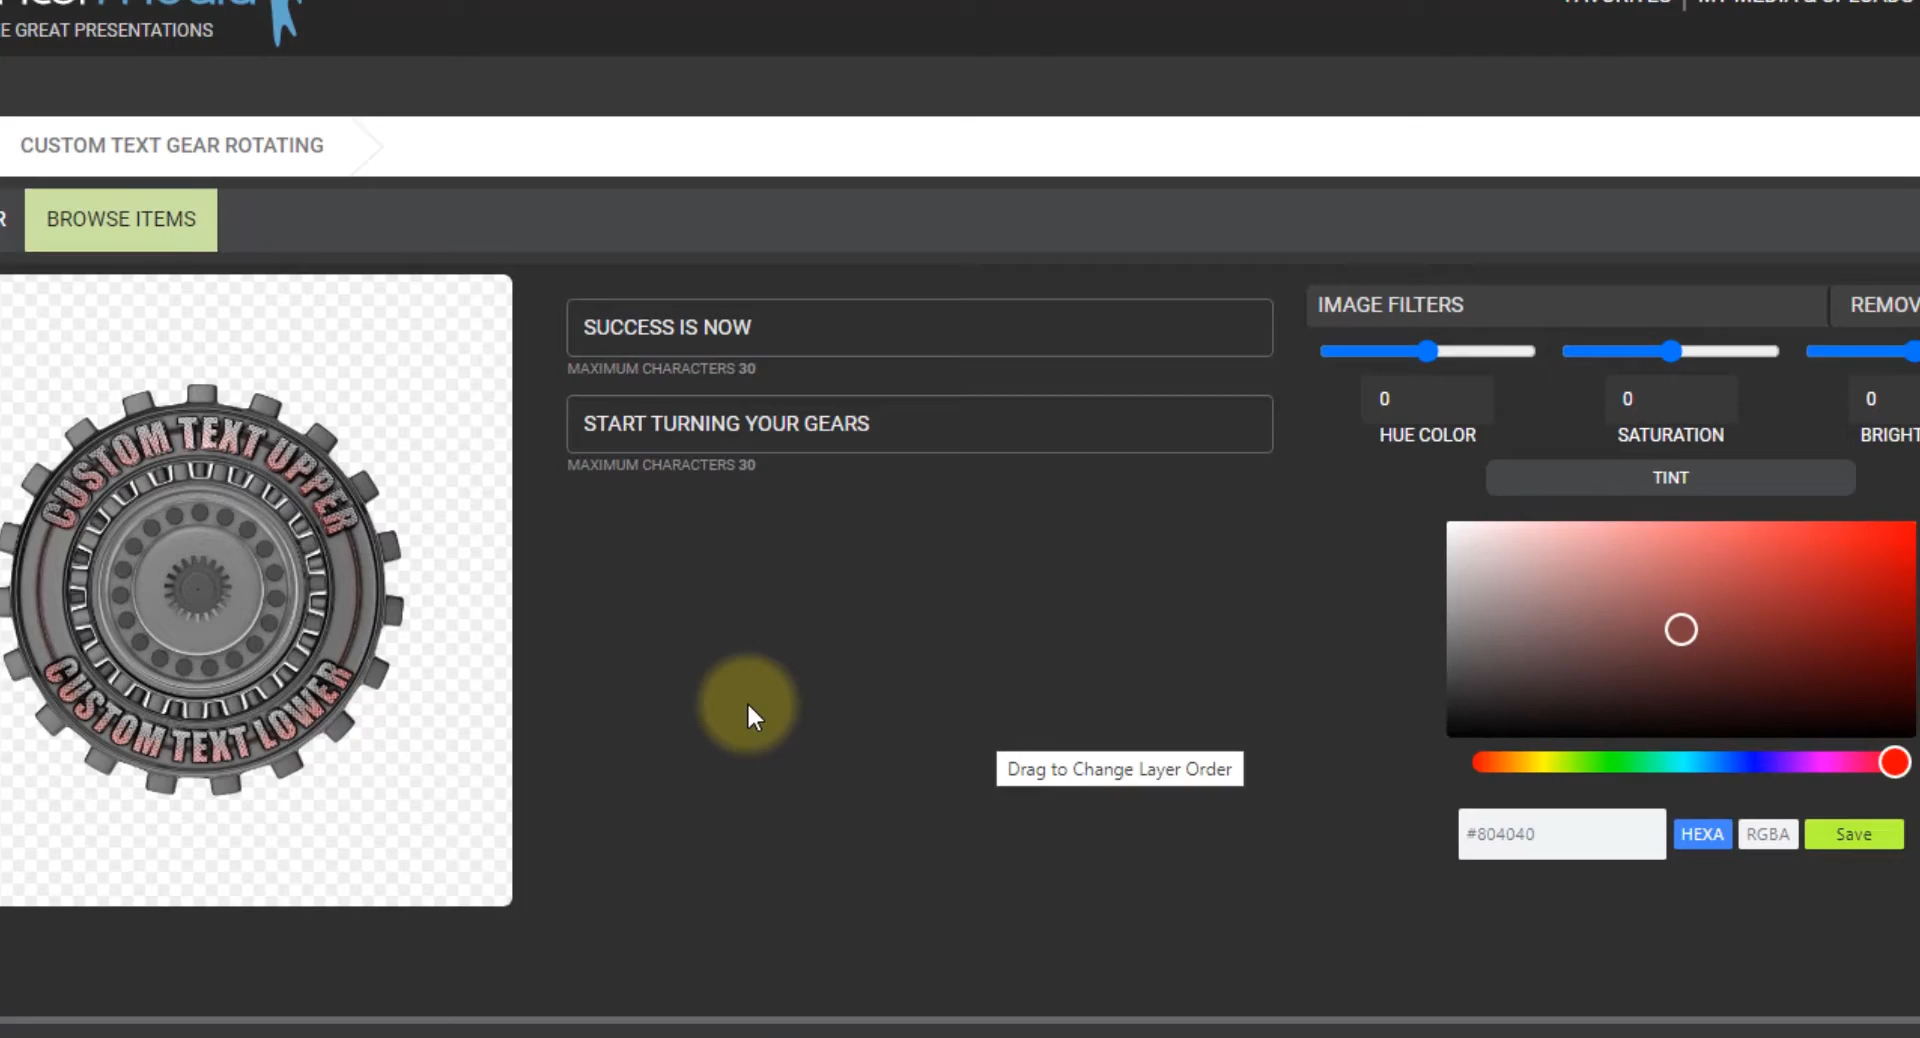 E GREAT PRESENTATIONS
CUSTOM TEXT GEAR ROTATING
R
BROWSE ITEMS
SUCCESS IS NOW
MAXIMUM CHARACTERS 30
START TURNING YOUR GEARS
MAXIMUM CHARACTERS 30
CUSTOM TEXT UPPER
CUSTOM TEXT LOWER
IMAGE FILTERS
REMOV
0
0
0
HUE COLOR
SATURATION
BRIGHT
TINT
Drag to Change Layer Order
#804040
HEXA
RGBA
Save